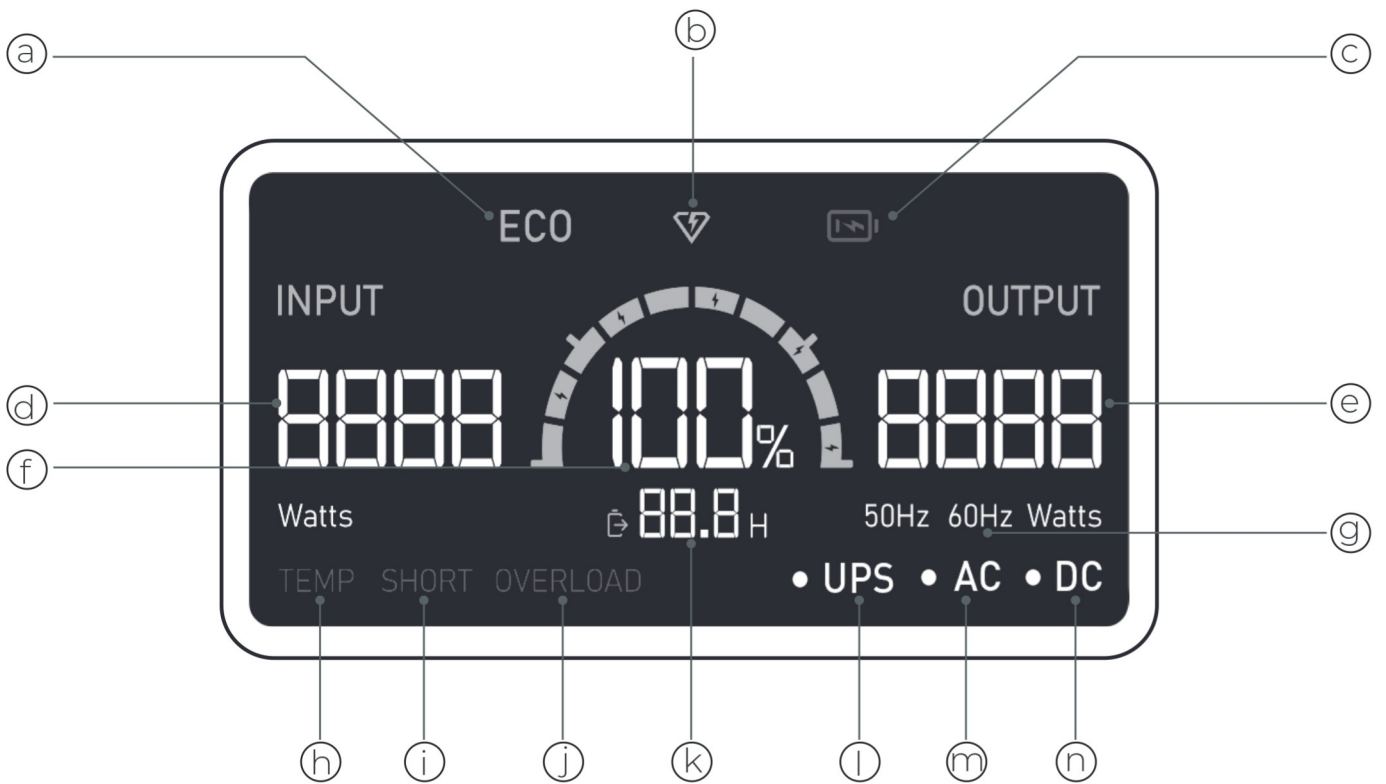 a
b
c
ECO
INPUT
OUTPUT
d
8888
100%
8888
e
f
Watts
88.8 H
50Hz 60Hz Watts
g
TEMP SHORT OVERLOAD
• UPS • AC • DC
h
i
j
k
l
m
n